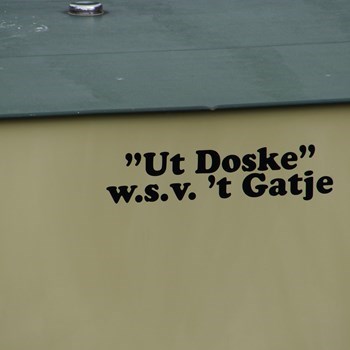 ”Ut Doske”
w.s.v. ’t Gatje